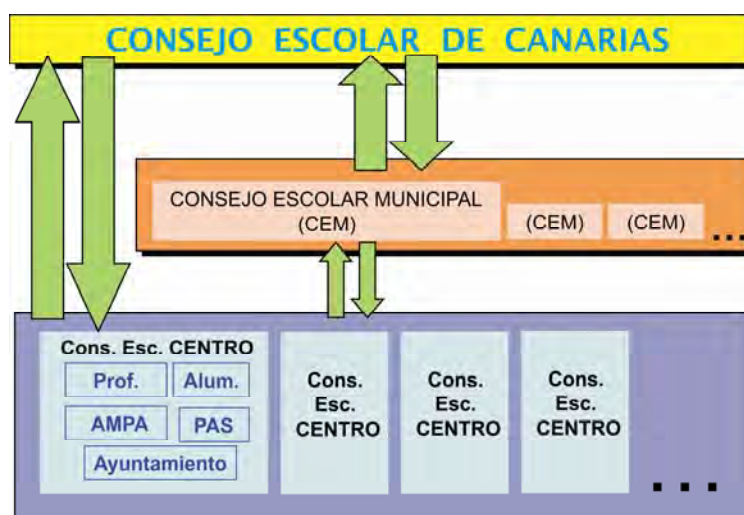 CONSEJO ESCOLAR DE CANARIAS
CONSEJO ESCOLAR MUNICIPAL
(CEM)
(CEM)
(CEM)
...
Cons. Esc. CENTRO
Prof.
Alum.
AMPA
PAS
Ayuntamiento
Cons.
Esc.
CENTRO
Cons.
Esc.
CENTRO
Cons.
Esc.
CENTRO
...